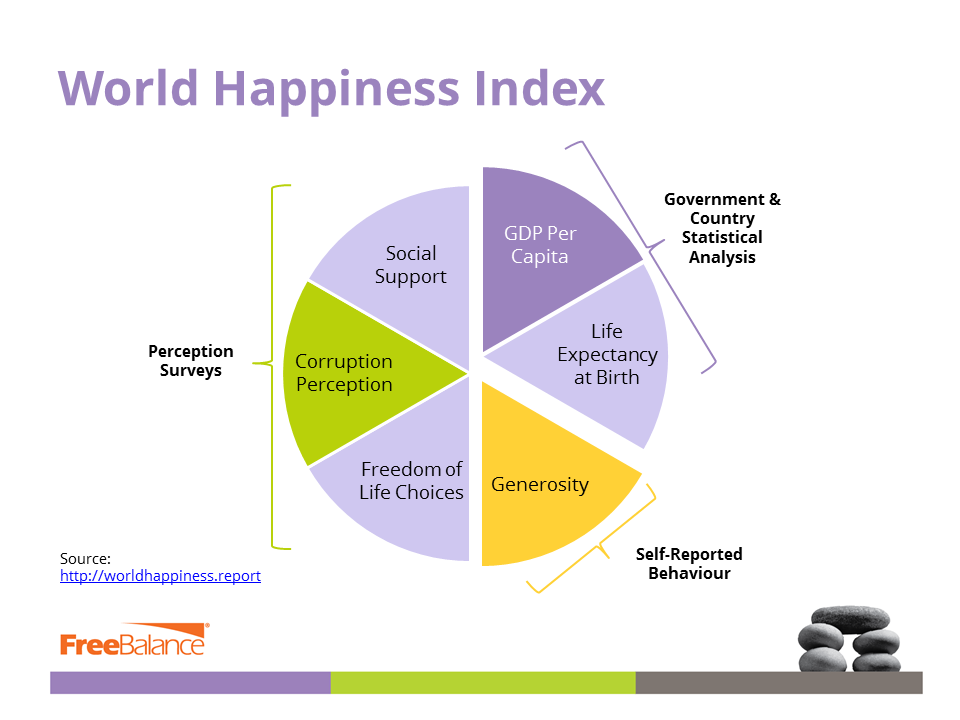 World Happiness Index
GDP Per
Capita
Government &
Country
Statistical
Analysis
Social
Support
Life
Expectancy
at Birth
Perception
Surveys
Corruption
Perception
Freedom of
Life Choices
Generosity
Self-Reported
Behaviour
Source:
http://worldhappiness.report
FreeBalance®